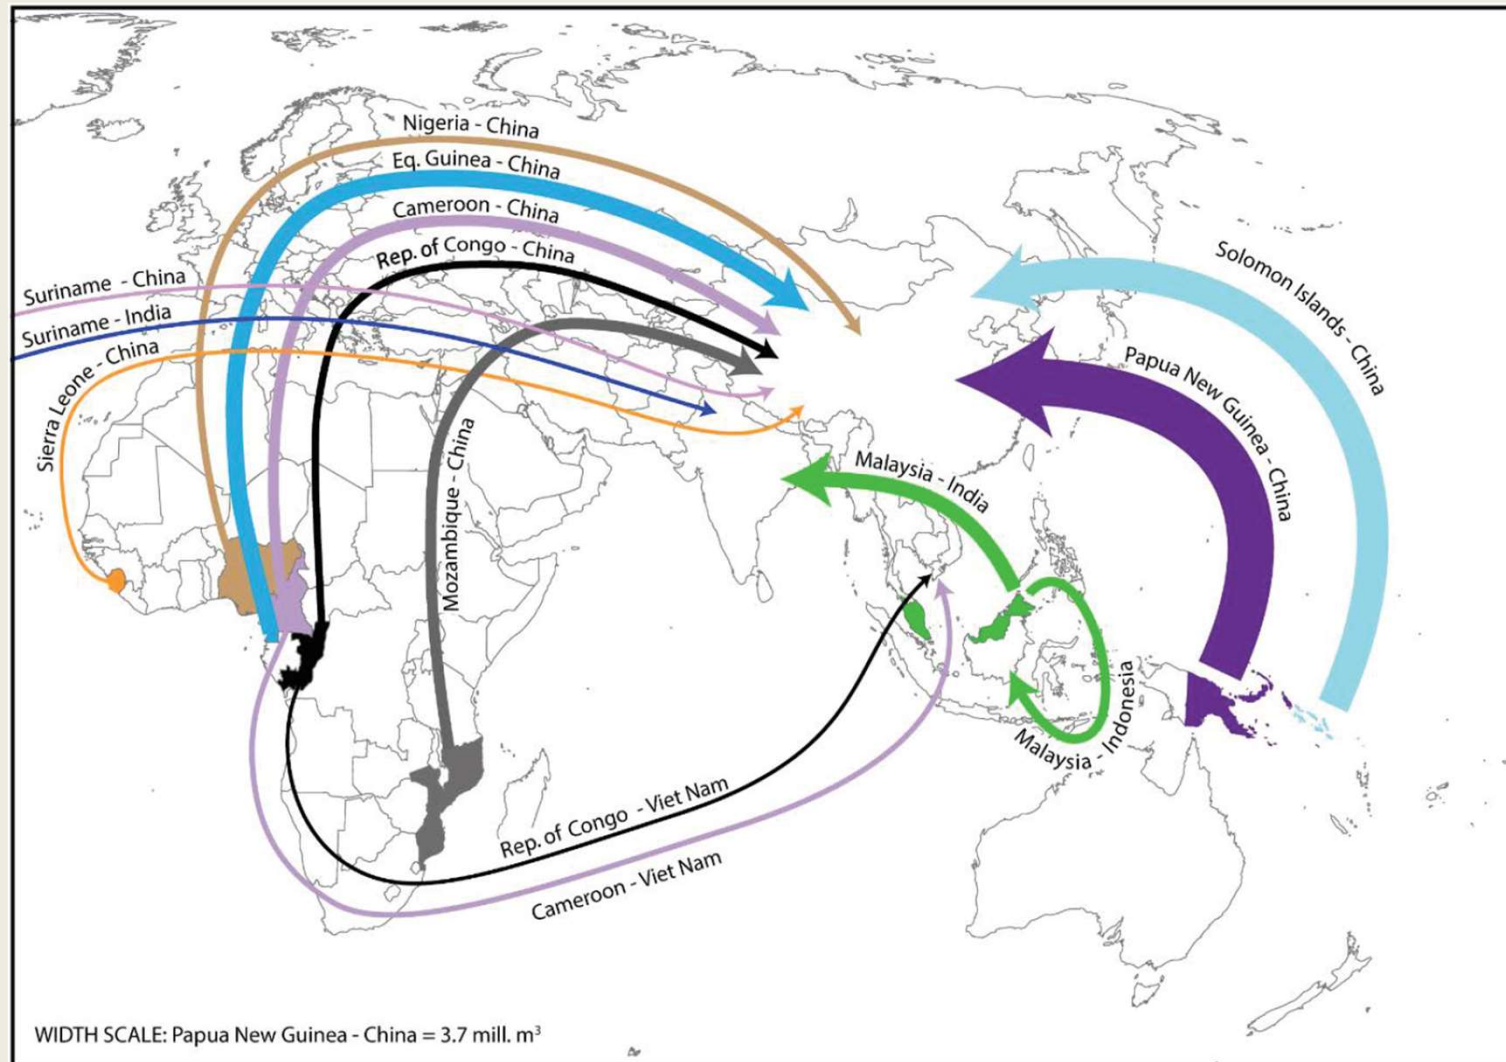 Nigeria - China
Eq. Guinea - China
Cameroon - China
Rep. of Congo - China
Suriname - China
Suriname - India
Sierra Leone - China
Mozambique - China
Solomon Islands - China
Papua New Guinea - China
Malaysia - India
Malaysia - Indonesia
Rep. of Congo - Viet Nam
Cameroon - Viet Nam
WIDTH SCALE: Papua New Guinea - China = 3.7 mill. m³